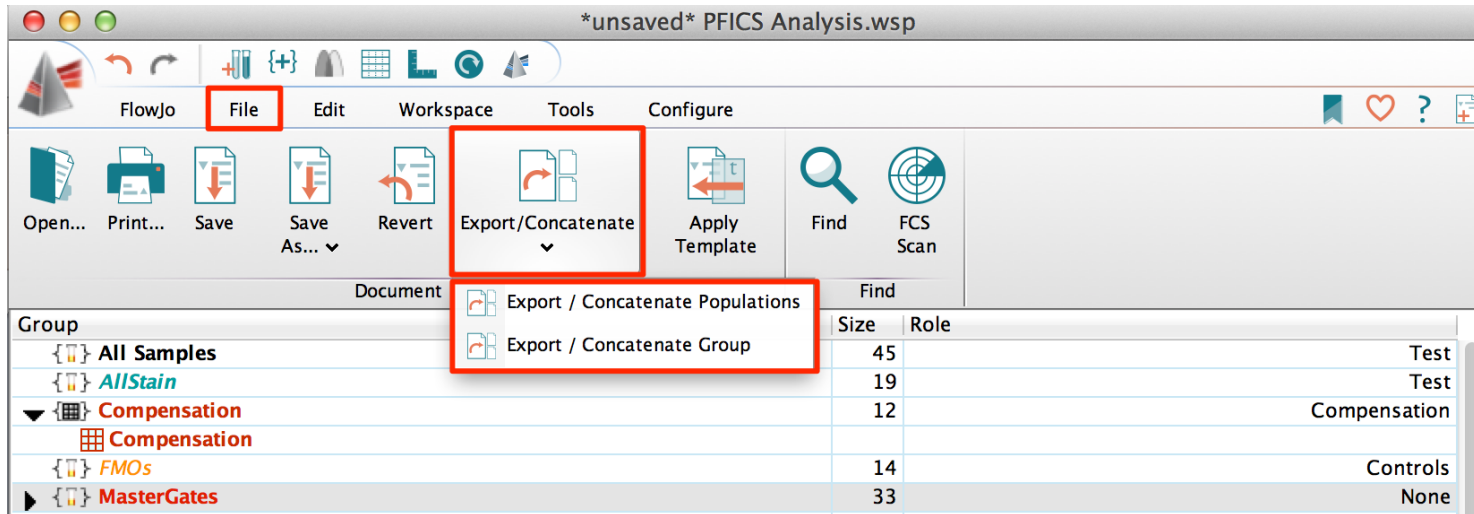 *unsaved* PFICS Analysis.wsp
FlowJo File Edit Workspace Tools Configure
Open... Print... Save Save As... Revert Export/Concatenate Apply Template Find FCS Scan
Document Find
Export / Concatenate Populations
Export / Concatenate Group
Group Size Role
All Samples 45 Test
AllStain 19 Test
Compensation 12 Compensation
Compensation
FMOs 14 Controls
MasterGates 33 None